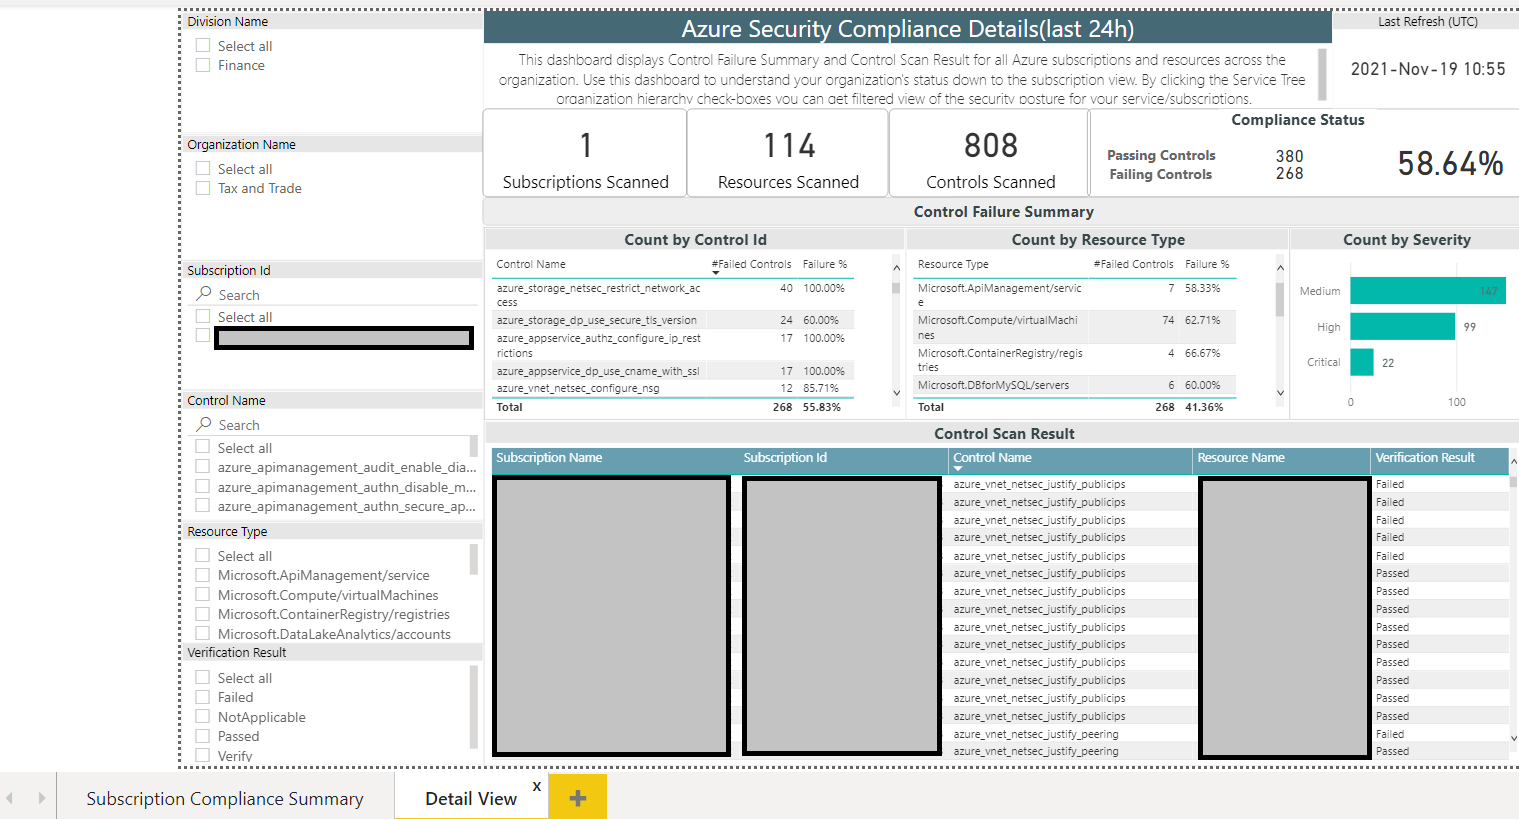 Division Name
Select all
Finance
Organization Name
Select all
Tax and Trade
Subscription Id
Search
Select all
Control Name
Search
Select all
azure_apimanagement_audit_enable_dia...
azure_apimanagement_authn_disable_m...
azure_apimanagement_authn_secure_ap...
Resource Type
Select all
Microsoft.ApiManagement/service
Microsoft.Compute/virtualMachines
Microsoft.ContainerRegistry/registries
Microsoft.DataLakeAnalytics/accounts
Verification Result
Select all
Failed
NotApplicable
Passed
Verify
Azure Security Compliance Details(last 24h)
This dashboard displays Control Failure Summary and Control Scan Result for all Azure subscriptions and resources across the
organization. Use this dashboard to understand your organization's status down to the subscription view. By clicking the Service Tree
organization hierarchy check-boxes you can get filtered view of the security posture for your service/subscriptions.
Last Refresh (UTC)
2021-Nov-19 10:55
1
Subscriptions Scanned
114
Resources Scanned
808
Controls Scanned
Compliance Status
Passing Controls 380
Failing Controls 268
58.64%
Control Failure Summary
Count by Control Id
Control Name #Failed Controls Failure %
azure_storage_netsec_restrict_network_ac
cess 40 100.00%
azure_storage_dp_use_secure_tls_version 24 60.00%
azure_appservice_authz_configure_ip_rest
rictions 17 100.00%
azure_appservice_dp_use_cname_with_ssl 17 100.00%
azure_vnet_netsec_configure_nsg 12 85.71%
Total 268 55.83%
Count by Resource Type
Resource Type #Failed Controls Failure %
Microsoft.ApiManagement/servic
e 7 58.33%
Microsoft.Compute/virtualMachi
nes 74 62.71%
Microsoft.ContainerRegistry/regis
tries 4 66.67%
Microsoft.DBforMySQL/servers 6 60.00%
Total 268 41.36%
Count by Severity
Medium 147
High 99
Critical 22
0 100
Control Scan Result
Subscription Name Subscription Id Control Name Resource Name Verification Result
azure_vnet_netsec_justify_publicips Failed
azure_vnet_netsec_justify_publicips Failed
azure_vnet_netsec_justify_publicips Failed
azure_vnet_netsec_justify_publicips Failed
azure_vnet_netsec_justify_publicips Failed
azure_vnet_netsec_justify_publicips Passed
azure_vnet_netsec_justify_publicips Passed
azure_vnet_netsec_justify_publicips Passed
azure_vnet_netsec_justify_publicips Passed
azure_vnet_netsec_justify_publicips Passed
azure_vnet_netsec_justify_publicips Passed
azure_vnet_netsec_justify_publicips Passed
azure_vnet_netsec_justify_publicips Passed
azure_vnet_netsec_justify_publicips Passed
azure_vnet_netsec_justify_peering Failed
azure_vnet_netsec_justify_peering Passed
Subscription Compliance Summary
Detail View x
+